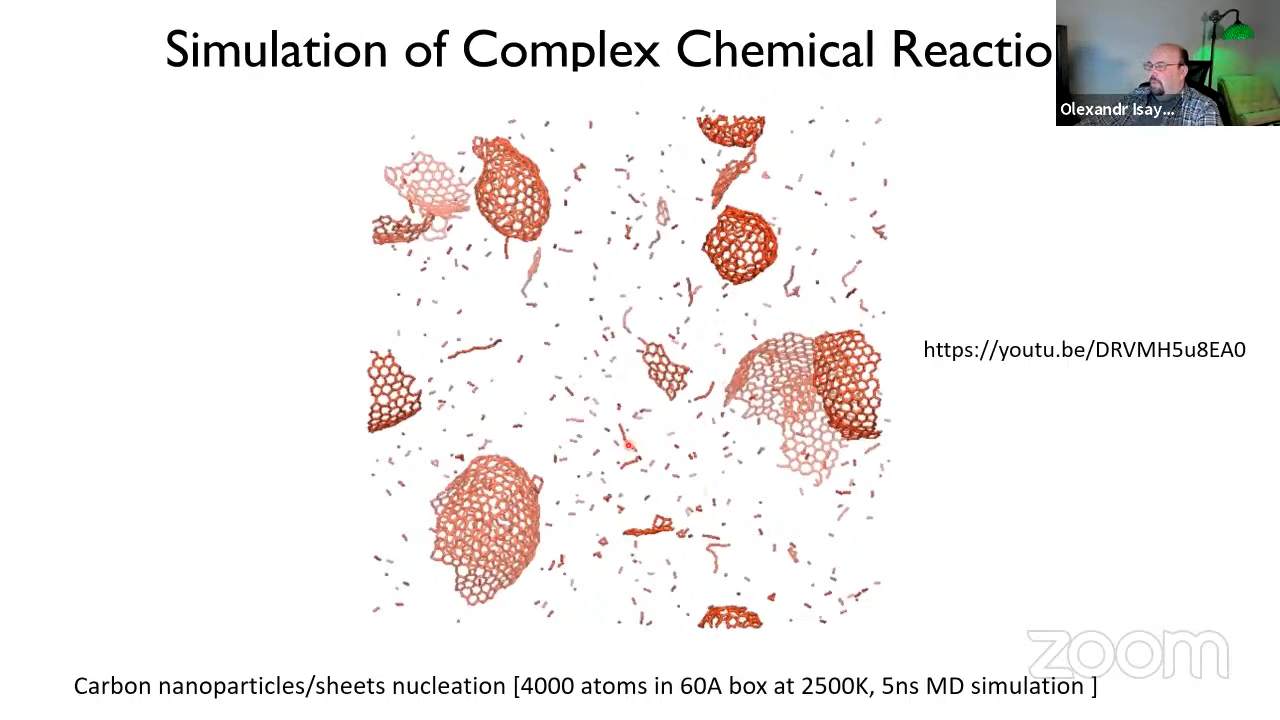 Simulation of Complex Chemical Reactio
Olexandr Isay...
https://youtu.be/DRVMH5u8EA0
zoom
Carbon nanoparticles/sheets nucleation [4000 atoms in 60A box at 2500K, 5ns MD simulation ]